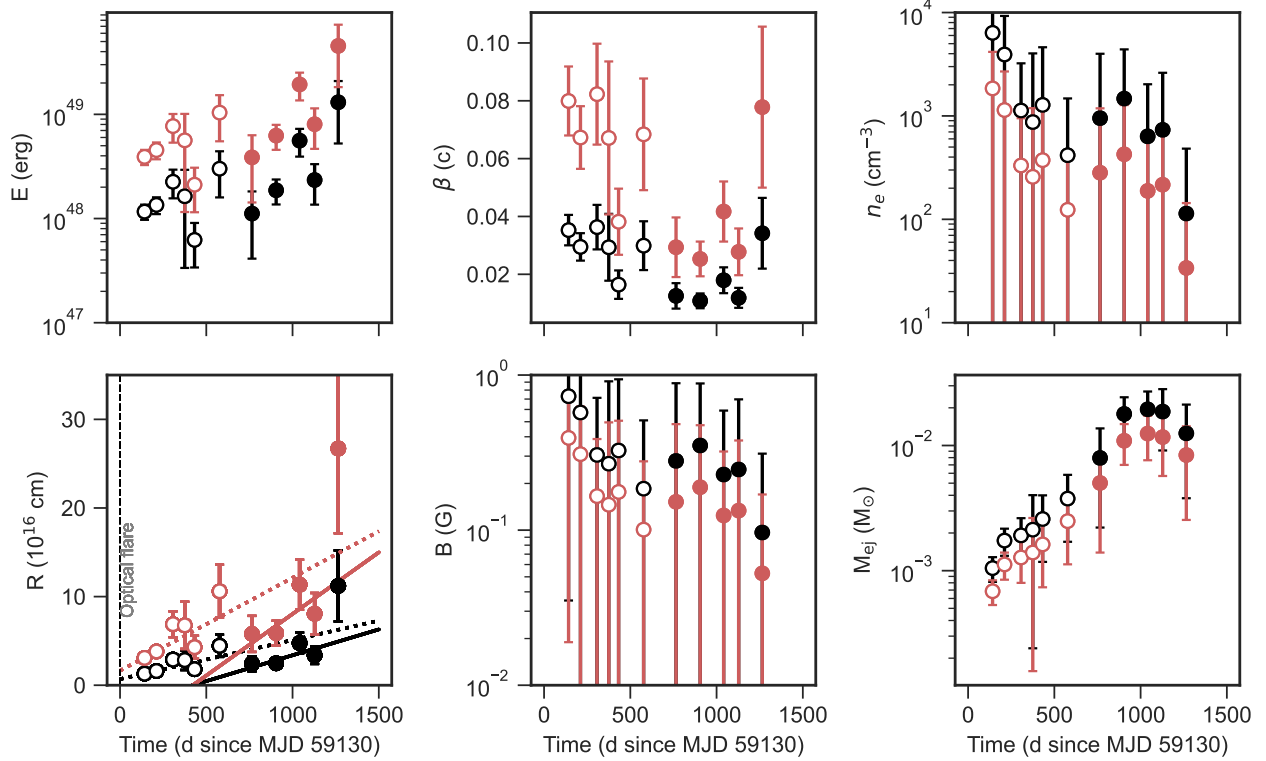 E (erg)
10^49
10^48
10^47
β (c)
0.10
0.08
0.06
0.04
0.02
n_e (cm^−3)
10^4
10^3
10^2
10^1
R (10^16 cm)
30
20
10
0
Optical flare
0 500 1000 1500
Time (d since MJD 59130)
B (G)
10^0
10^−1
10^−2
0 500 1000 1500
Time (d since MJD 59130)
M_ej (M_⊙)
10^−2
10^−3
0 500 1000 1500
Time (d since MJD 59130)